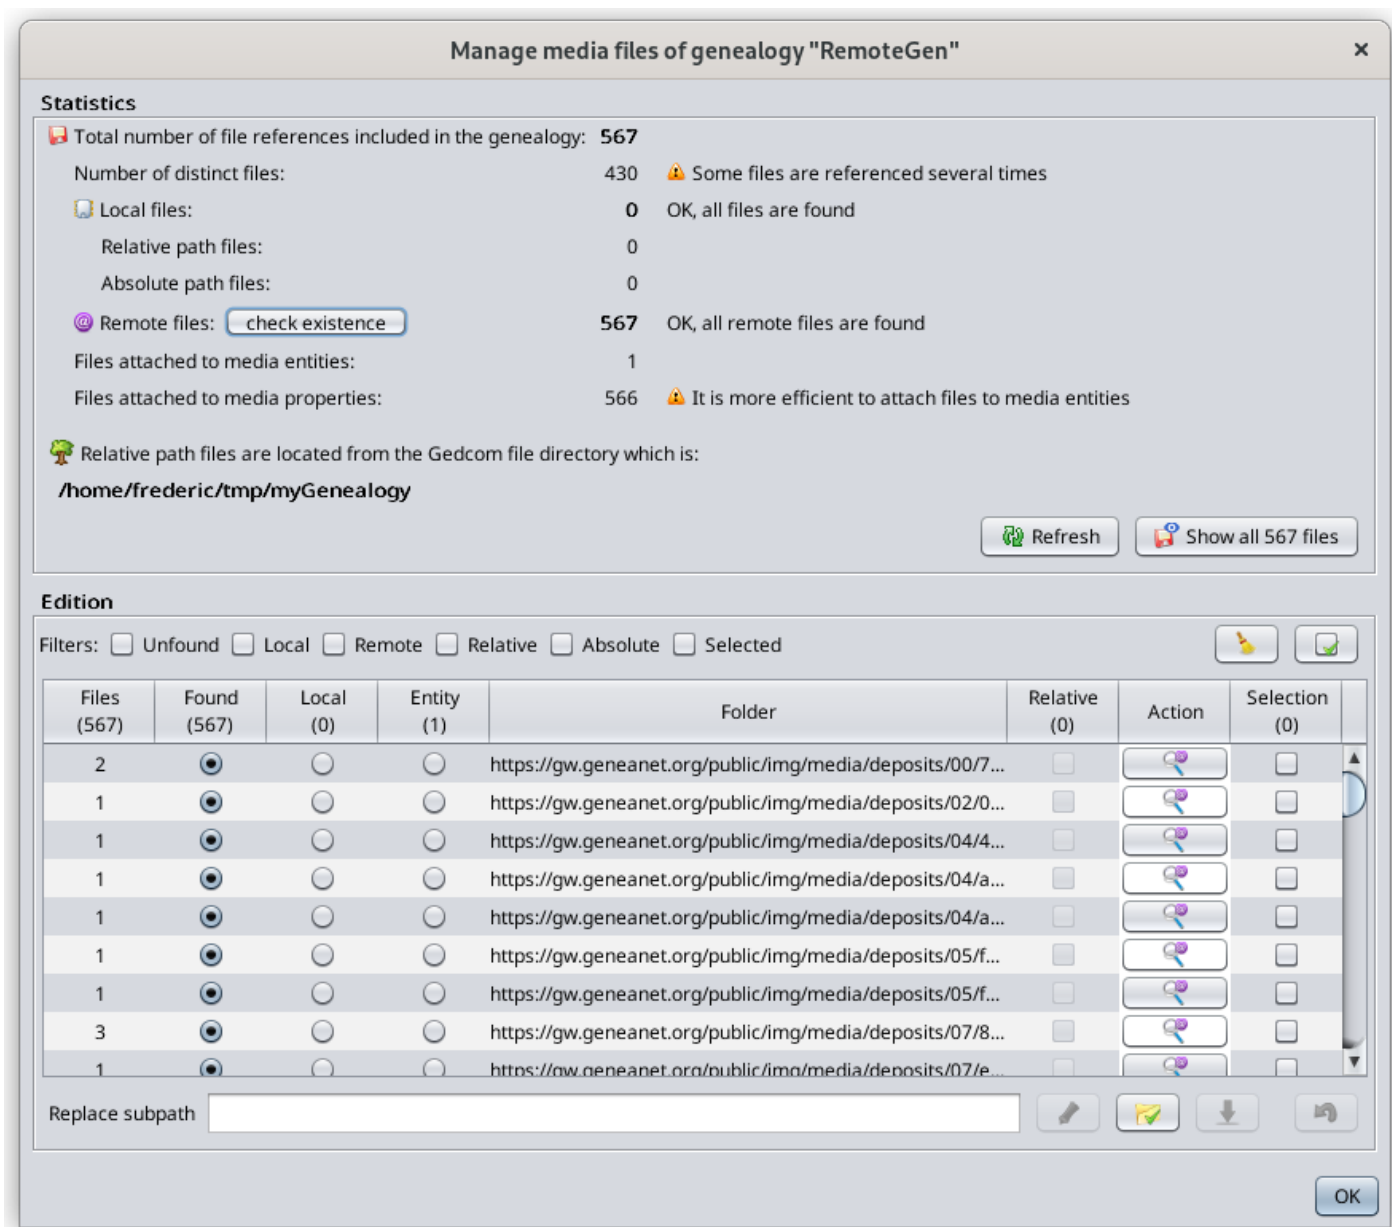 Manage media files of genealogy "RemoteGen"
Statistics
Total number of file references included in the genealogy: 567
Number of distinct files: 430 Some files are referenced several times
Local files: 0 OK, all files are found
Relative path files: 0
Absolute path files: 0
Remote files: check existence 567 OK, all remote files are found
Files attached to media entities: 1
Files attached to media properties: 566 It is more efficient to attach files to media entities
Relative path files are located from the Gedcom file directory which is:
/home/frederic/tmp/myGenealogy
Refresh Show all 567 files
Edition
Filters: Unfound Local Remote Relative Absolute Selected
Files Found Local Entity Folder Relative Action Selection
(567) (567) (0) (1) (0) (0)
2 https://gw.geneanet.org/public/img/media/deposits/00/7...
1 https://gw.geneanet.org/public/img/media/deposits/02/0...
1 https://gw.geneanet.org/public/img/media/deposits/04/4...
1 https://gw.geneanet.org/public/img/media/deposits/04/a...
1 https://gw.geneanet.org/public/img/media/deposits/04/a...
1 https://gw.geneanet.org/public/img/media/deposits/05/f...
1 https://gw.geneanet.org/public/img/media/deposits/05/f...
3 https://gw.geneanet.org/public/img/media/deposits/07/8...
1 https://gw.geneanet.org/public/img/media/deposits/07/e...
Replace subpath
OK